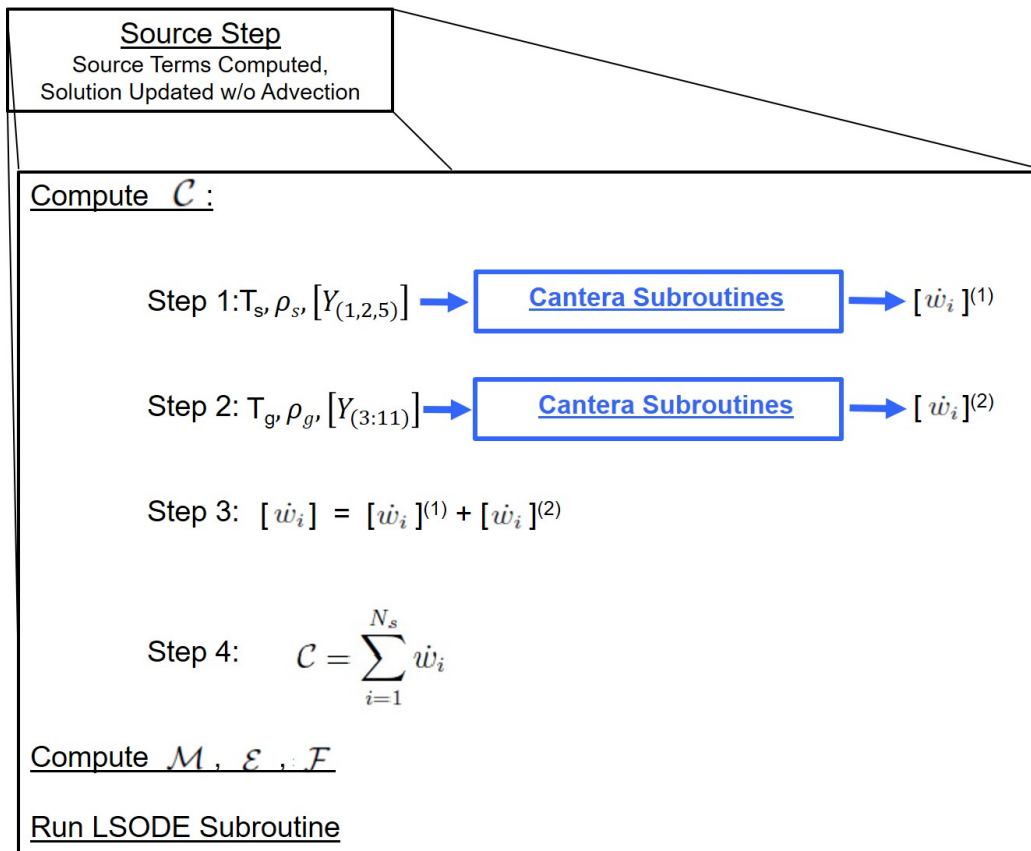 Source Step
Source Terms Computed,
Solution Updated w/o Advection
Compute 𝒞 :
Step 1:Tₛ, ρₛ, [Y₍₁,₂,₅₎] Cantera Subroutines [ ẇᵢ ]⁽¹⁾
Step 2: T_g, ρ_g, [Y₍₃:₁₁₎] Cantera Subroutines [ ẇᵢ ]⁽²⁾
Step 3: [ ẇᵢ ] = [ ẇᵢ ]⁽¹⁾ + [ ẇᵢ ]⁽²⁾
Step 4: 𝒞 = ∑_{i=1}^{N_s} ẇᵢ
Compute ℳ , ℰ , ℱ
Run LSODE Subroutine